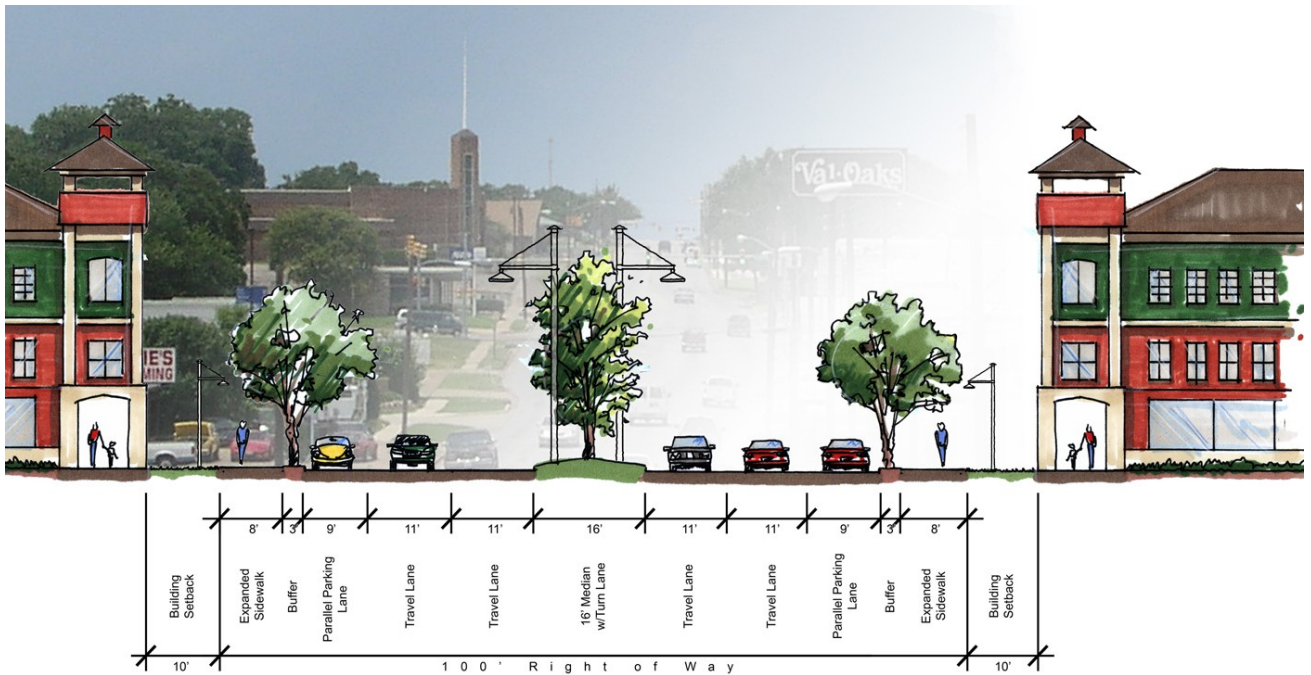 Val·Oaks
IE'S
MING
8'
3'
9'
11'
11'
16'
11'
11'
9'
3'
8'
Building
Setback
Expanded
Sidewalk
Buffer
Parallel Parking
Lane
Travel Lane
Travel Lane
16' Median
w/Turn Lane
Travel Lane
Travel Lane
Parallel Parking
Lane
Buffer
Expanded
Sidewalk
Building
Setback
10'
100' Right of Way
10'